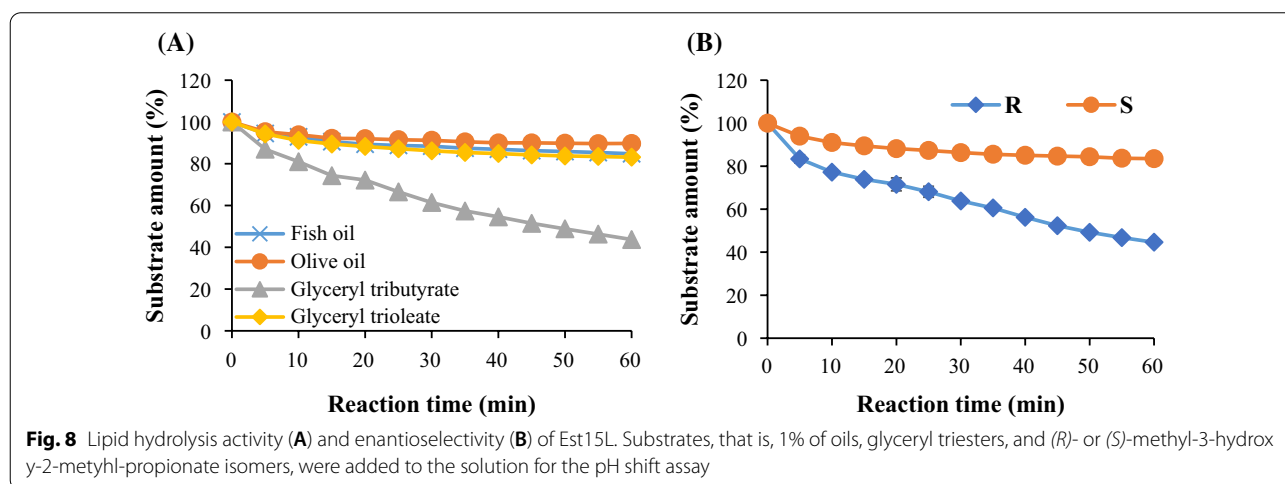 (A)
120
100
80
60
40
20
0
Substrate amount (%)
Fish oil
Olive oil
Glyceryl tributyrate
Glyceryl trioleate
0 10 20 30 40 50 60
Reaction time (min)
(B)
R S
120
100
80
60
40
20
0
Substrate amount (%)
0 10 20 30 40 50 60
Reaction time (min)
Fig. 8 Lipid hydrolysis activity (A) and enantioselectivity (B) of Est15L. Substrates, that is, 1% of oils, glyceryl triesters, and (R)- or (S)-methyl-3-hydrox
y-2-metyhl-propionate isomers, were added to the solution for the pH shift assay